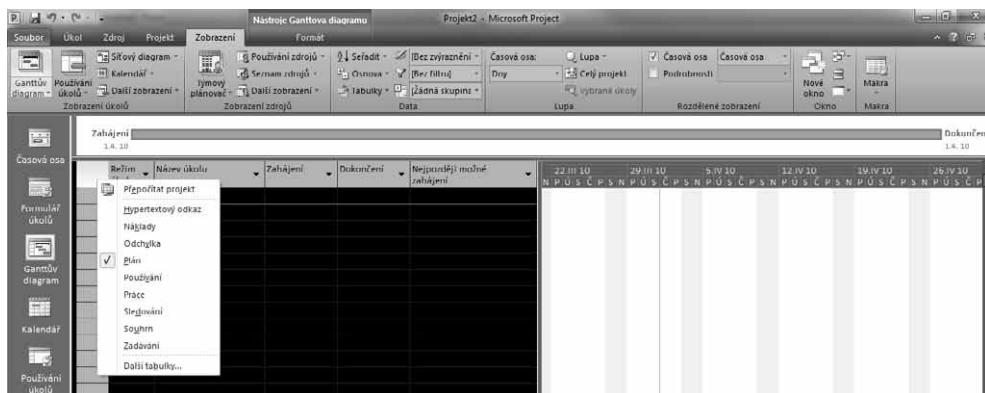 Nástroje Ganttova diagramu
Projekt2 - Microsoft Project
Soubor Úkol Zdroj Projekt Zobrazení Formát
Ganttův diagram
Používání úkolů
Síťový diagram
Kalendář
Další zobrazení
Zobrazení úkolů
Týmový plánovač
Používání zdrojů
Seznam zdrojů
Další zobrazení
Zobrazení zdrojů
Seřadit
Osnova
Tabulky
[Bez zvýraznění]
[Bez filtru]
[Žádná skupina
Data
Časová osa:
Dny
Lupa
Celý projekt
Vybrané úkoly
Lupa
Časová osa Časová osa
Podrobnosti
Rozdělené zobrazení
Nové okno
Okno
Makra
Makra
Zahájení
1.4. 10
Dokončen
1.4. 10
Časová osa
Formulář úkolů
Ganttův diagram
Kalendář
Používání úkolů
Režim Název úkolu Zahájení Dokončení Nejpozději možné zahájení
22.III 10 29.III 10 5.IV 10 12.IV 10 19.IV 10 26.IV 10
N P Ú S Č P S N P Ú S Č P S N P Ú S Č P S N P Ú S Č P S N P Ú S Č P S N P Ú S Č P
Přepočítat projekt
Hypertextový odkaz
Náklady
Odchylka
Plán
Používání
Práce
Sledování
Souhrn
Zadávání
Další tabulky...